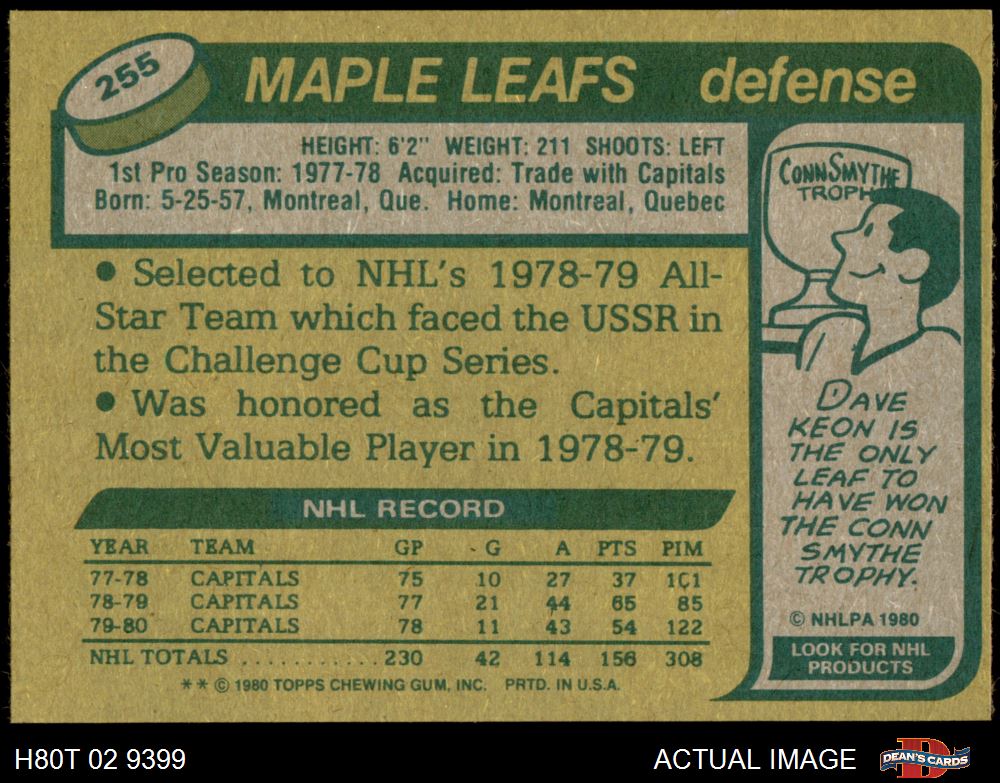 255
MAPLE LEAFS defense
HEIGHT: 6'2" WEIGHT: 211 SHOOTS: LEFT
1st Pro Season: 1977-78 Acquired: Trade with Capitals
Born: 5-25-57, Montreal, Que. Home: Montreal, Quebec
● Selected to NHL's 1978-79 All-
Star Team which faced the USSR in
the Challenge Cup Series.
● Was honored as the Capitals'
Most Valuable Player in 1978-79.
NHL RECORD
YEAR TEAM GP G A PTS PIM
77-78 CAPITALS 75 10 27 37 101
78-79 CAPITALS 77 21 44 65 85
79-80 CAPITALS 78 11 43 54 122
NHL TOTALS . . . . . . . . . . . 230 42 114 156 308
** © 1980 TOPPS CHEWING GUM, INC. PRTD. IN U.S.A.
CONN SMYTHE
TROPH
DAVE
KEON IS
THE ONLY
LEAF TO
HAVE WON
THE CONN
SMYTHE
TROPHY.
© NHLPA 1980
LOOK FOR NHL
PRODUCTS
H80T 02 9399
ACTUAL IMAGE
DEAN'S CARDS